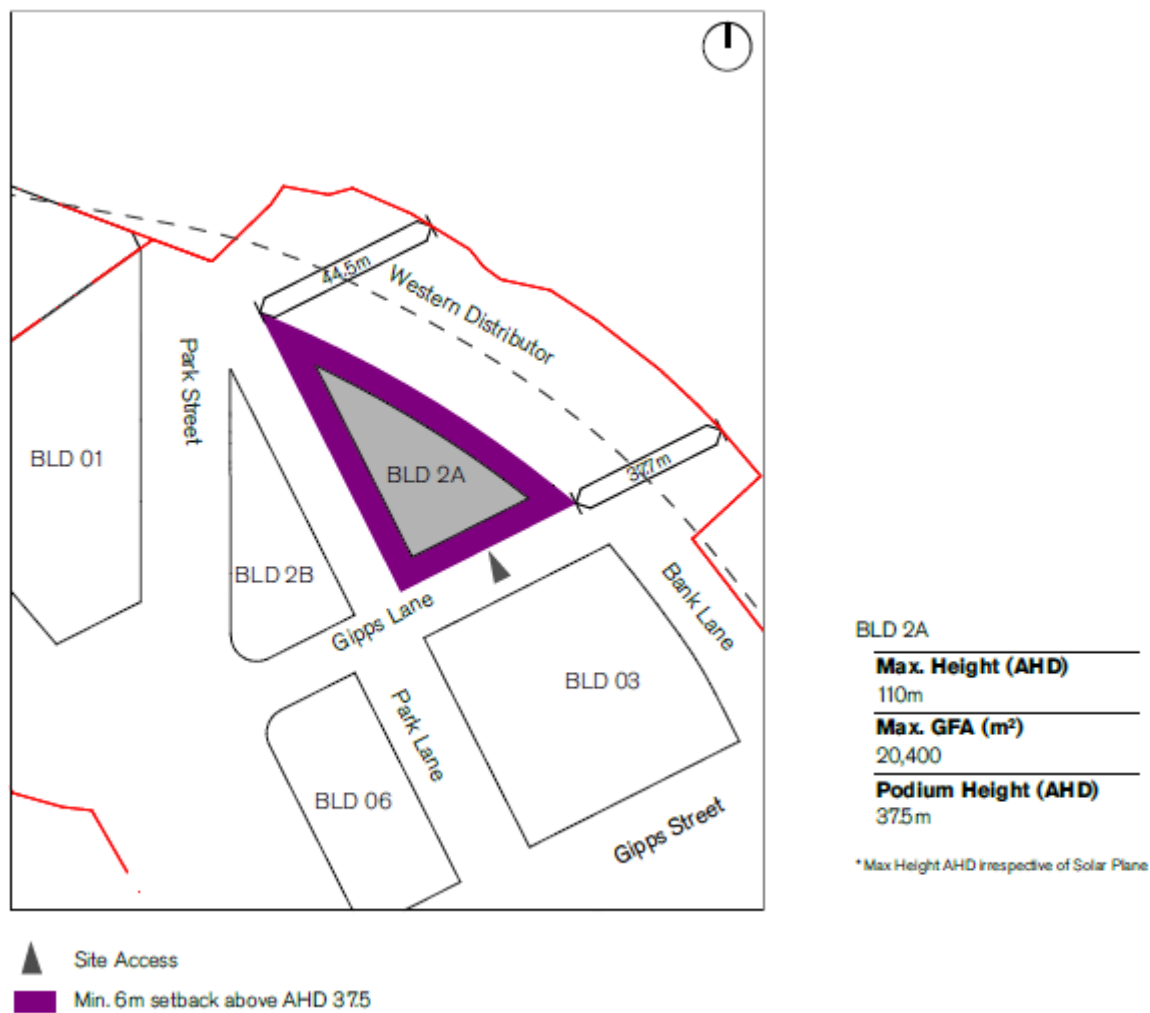 44.5m
Western Distributor
Park Street
BLD 01
BLD 2A
32.7m
BLD 2B
Gipps Lane
Bank Lane
BLD 03
Park Lane
BLD 06
Gipps Street
BLD 2A
Max. Height (AHD)
110m
Max. GFA (m²)
20,400
Podium Height (AHD)
37.5m
*Max Height AHD irrespective of Solar Plane
Site Access
Min. 6m setback above AHD 37.5